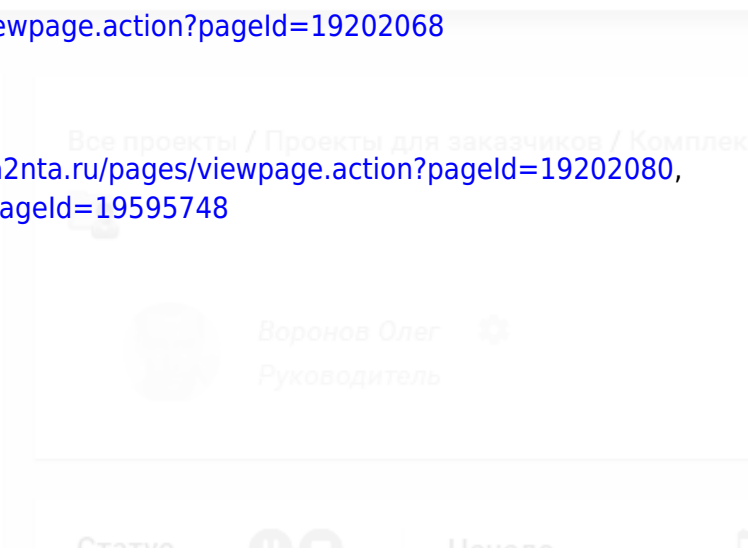 ewpage.action?pageId=19202068
Все проекты / Проекты для заказчиков / Комплек
2nta.ru/pages/viewpage.action?pageId=19202080,
ageId=19595748
Воронов Олег
Руководитель
Статус
Начало